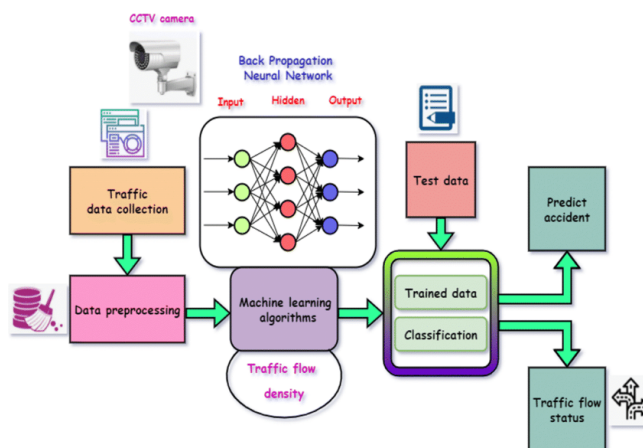 CCTV camera
Back Propagation
Neural Network
Input
Hidden
Output
Traffic
data collection
Test data
Predict
accident
Data preprocessing
Machine learning
algorithms
Trained data
Classification
Traffic flow
density
Traffic flow
status